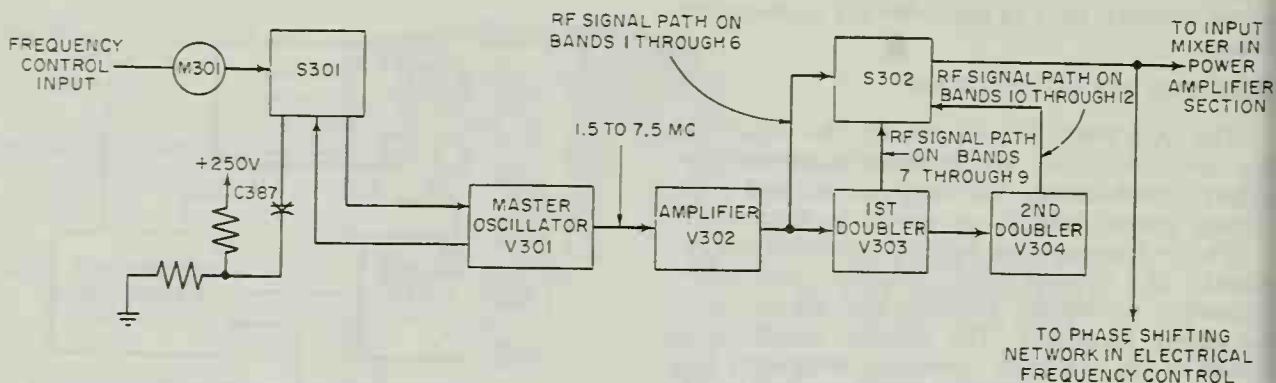 FREQUENCY
CONTROL
INPUT
M301
S301
+250V
C387
MASTER
OSCILLATOR
V301
1.5 TO 7.5 MC
AMPLIFIER
V302
RF SIGNAL PATH ON
BANDS 1 THROUGH 6
S302
RF SIGNAL PATH
ON BANDS
7 THROUGH 9
1ST
DOUBLER
V303
2ND
DOUBLER
V304
RF SIGNAL PATH ON
BANDS 10 THROUGH 12
TO INPUT
MIXER IN
POWER
AMPLIFIER
SECTION
TO PHASE SHIFTING
NETWORK IN ELECTRICAL
FREQUENCY CONTROL